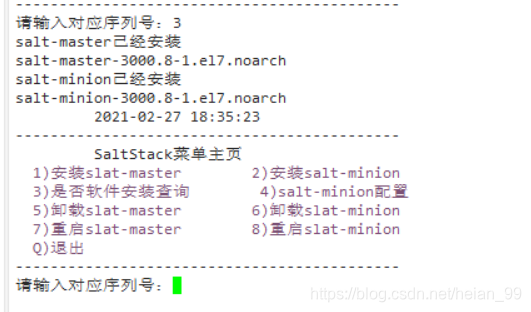 ----------------------------------------
请输入对应序列号：3
salt-master已经安装
salt-master-3000.8-1.el7.noarch
salt-minion已经安装
salt-minion-3000.8-1.el7.noarch
2021-02-27 18:35:23
----------------------------------------
SaltStack菜单主页
1)安装slat-master 2)安装salt-minion
3)是否软件安装查询 4)salt-minion配置
5)卸载slat-master 6)卸载slat-minion
7)重启slat-master 8)重启slat-minion
Q)退出
----------------------------------------
请输入对应序列号：
https://blog.csdn.net/heian_99